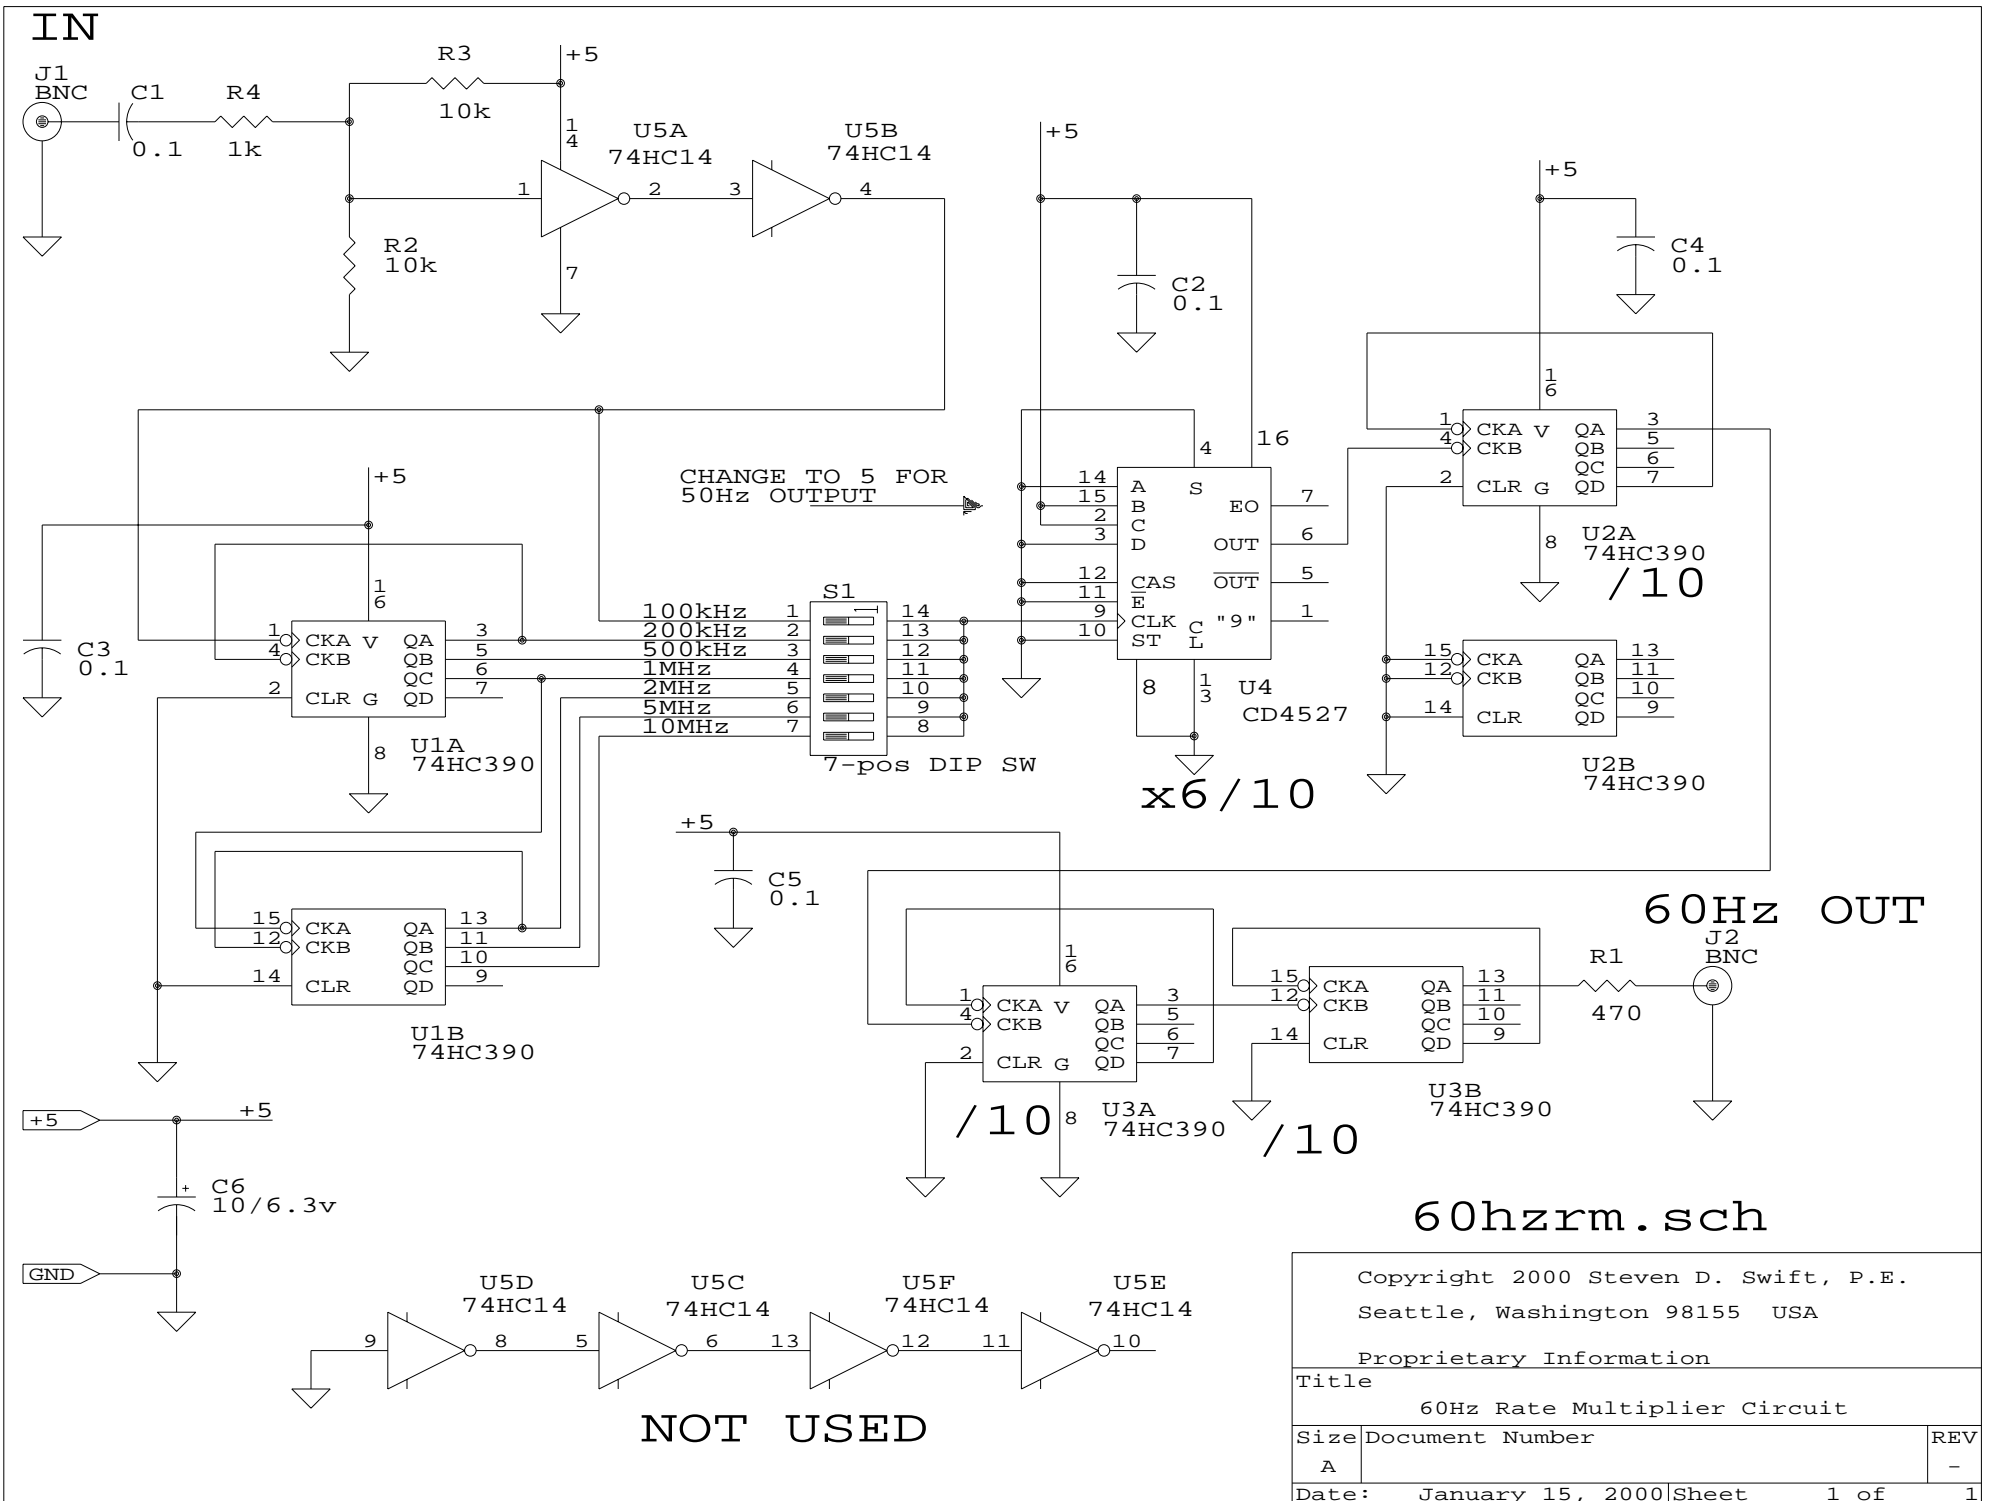 IN
J1
BNC
C1
0.1
R4
1k
R3
10k
+5
1
4
U5A
74HC14
1
2
7
R2
10k
U5B
74HC14
3
4
+5
C2
0.1
+5
C4
0.1
CHANGE TO 5 FOR
50Hz OUTPUT
+5
C3
0.1
1
6
1 CKA V QA 3
4 CKB QB 5
QC 6
2 CLR G QD 7
8
U1A
74HC390
100kHz
200kHz
500kHz
1MHz
2MHz
5MHz
10MHz
S1
1
1 14
2 13
3 12
4 11
5 10
6 9
7 8
7-pos DIP SW
4
16
14 A S
15 B EO 7
2 C
3 D OUT 6
12 CAS OUT 5
11 E
9 CLK C "9" 1
10 ST L
8
1
3
U4
CD4527
x6/10
1
6
1 CKA V QA 3
4 CKB QB 5
QC 6
2 CLR G QD 7
8
U2A
74HC390
/10
15 CKA QA 13
12 CKB QB 11
QC 10
14 CLR QD 9
U2B
74HC390
15 CKA QA 13
12 CKB QB 11
QC 10
14 CLR QD 9
U1B
74HC390
+5
C5
0.1
1
6
1 CKA V QA 3
4 CKB QB 5
QC 6
2 CLR G QD 7
8
U3A
74HC390
/10
15 CKA QA 13
12 CKB QB 11
QC 10
14 CLR QD 9
U3B
74HC390
/10
60Hz OUT
J2
BNC
R1
470
+5
+5
+
C6
10/6.3v
GND
U5D
74HC14
9
8
U5C
74HC14
5
6
U5F
74HC14
13
12
U5E
74HC14
11
10
NOT USED
60hzrm.sch
Copyright 2000 Steven D. Swift, P.E.
Seattle, Washington 98155 USA
Proprietary Information
Title
60Hz Rate Multiplier Circuit
Size Document Number REV
A -
Date: January 15, 2000 Sheet 1 of 1